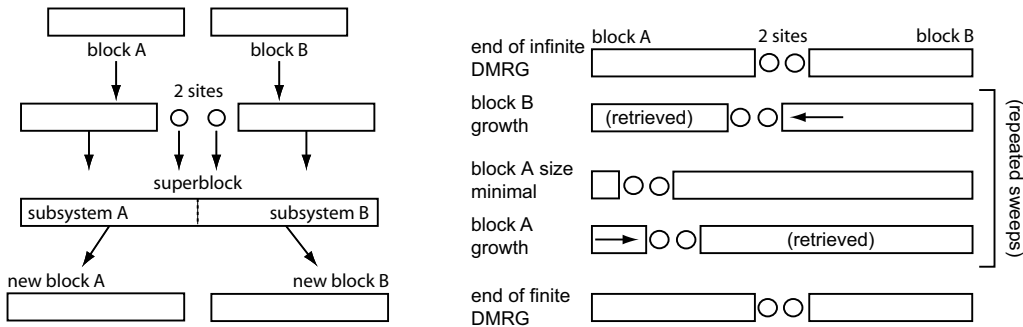 block A
block B
2 sites
superblock
subsystem A
subsystem B
new block A
new block B
block A
2 sites
block B
end of infinite
DMRG
block B
growth
(retrieved)
block A size
minimal
block A
growth
(retrieved)
end of finite
DMRG
(repeated sweeps)